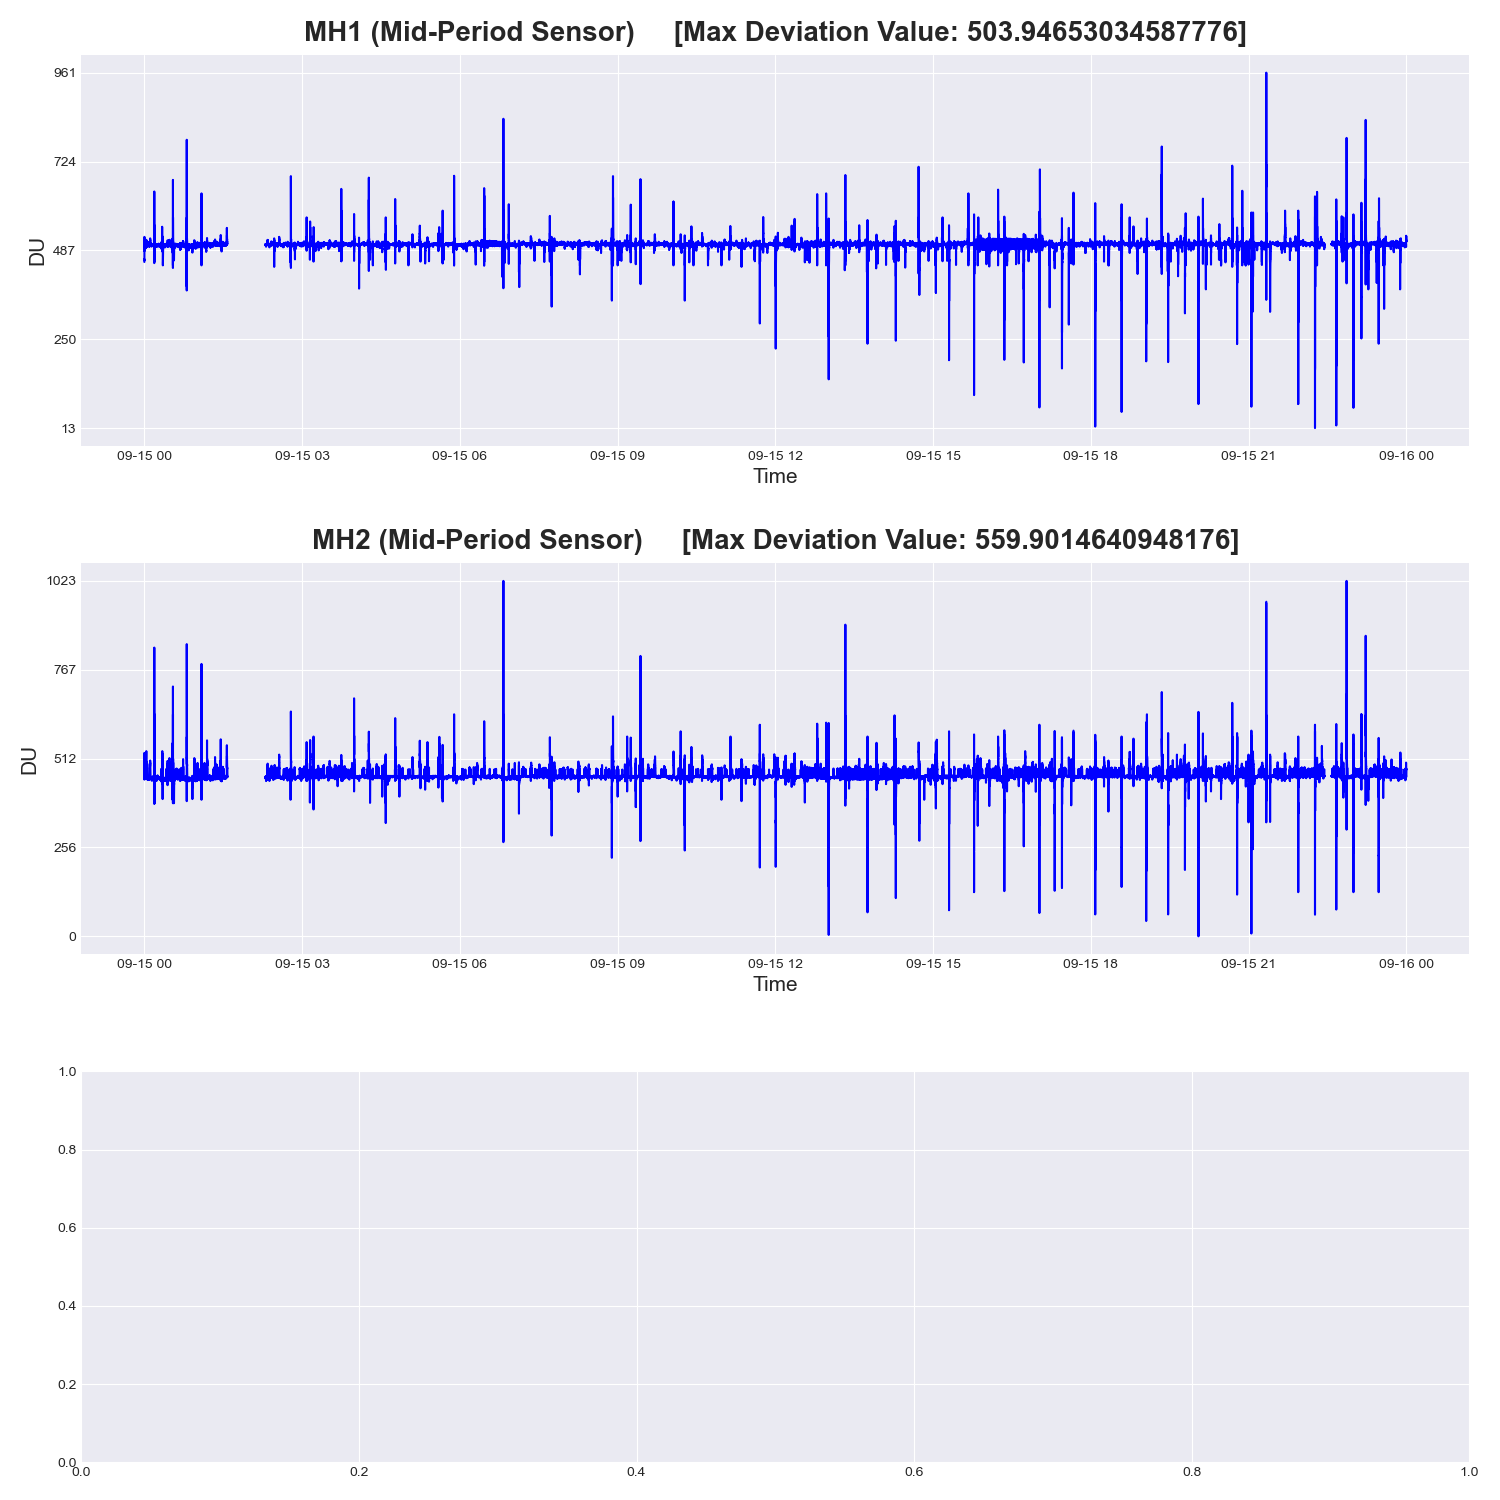 MH1 (Mid-Period Sensor) [Max Deviation Value: 503.94653034587776]
961
724
487
250
13
DU
09-15 00 09-15 03 09-15 06 09-15 09 09-15 12 09-15 15 09-15 18 09-15 21 09-16 00
Time
MH2 (Mid-Period Sensor) [Max Deviation Value: 559.9014640948176]
1023
767
512
256
0
DU
09-15 00 09-15 03 09-15 06 09-15 09 09-15 12 09-15 15 09-15 18 09-15 21 09-16 00
Time
1.0
0.8
0.6
0.4
0.2
0.0
0.0 0.2 0.4 0.6 0.8 1.0